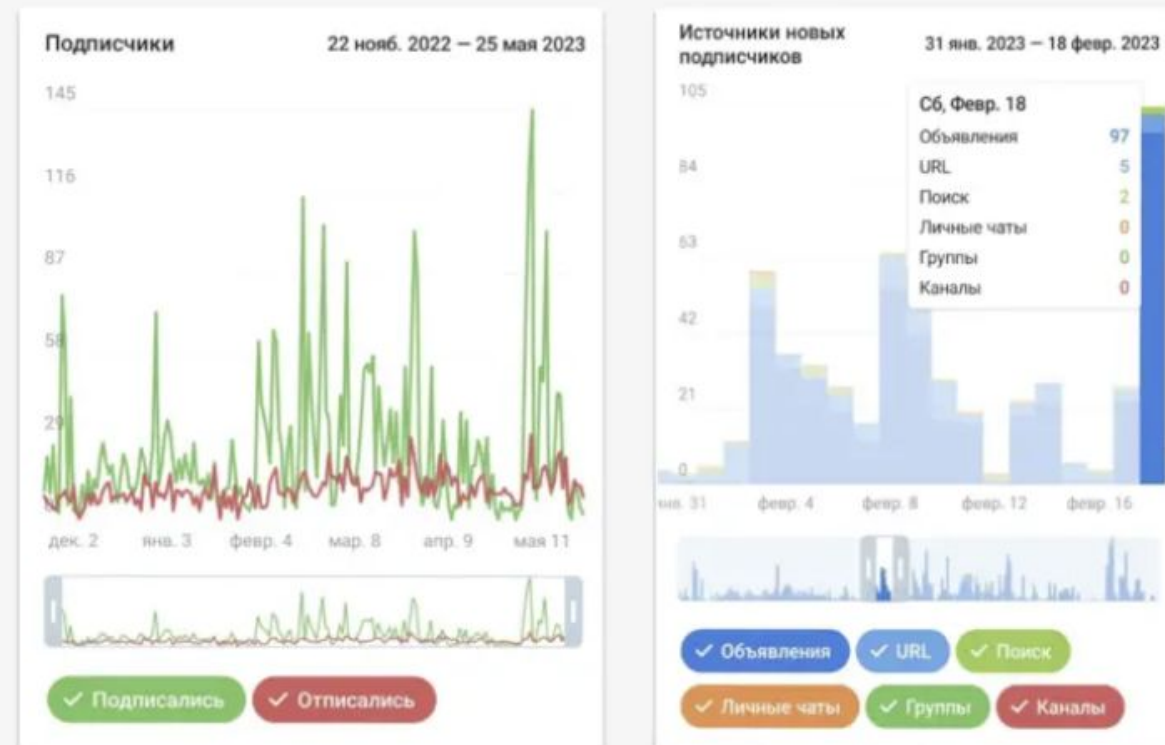 Подписчики
22 нояб. 2022 — 25 мая 2023
145
116
87
58
29
дек. 2 янв. 3 февр. 4 мар. 8 апр. 9 мая 11
Подписались Отписались
Источники новых
подписчиков
31 янв. 2023 — 18 февр. 2023
105
84
63
42
21
0
Сб, Февр. 18
Объявления 97
URL 5
Поиск 2
Личные чаты 0
Группы 0
Каналы 0
янв. 31 февр. 4 февр. 8 февр. 12 февр. 16
Объявления URL Поиск
Личные чаты Группы Каналы